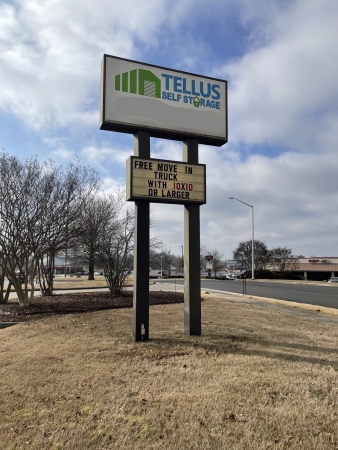 TELLUS
SELF STORAGE
FREE MOVE IN
TRUCK
WITH 10X10
OR LARGER